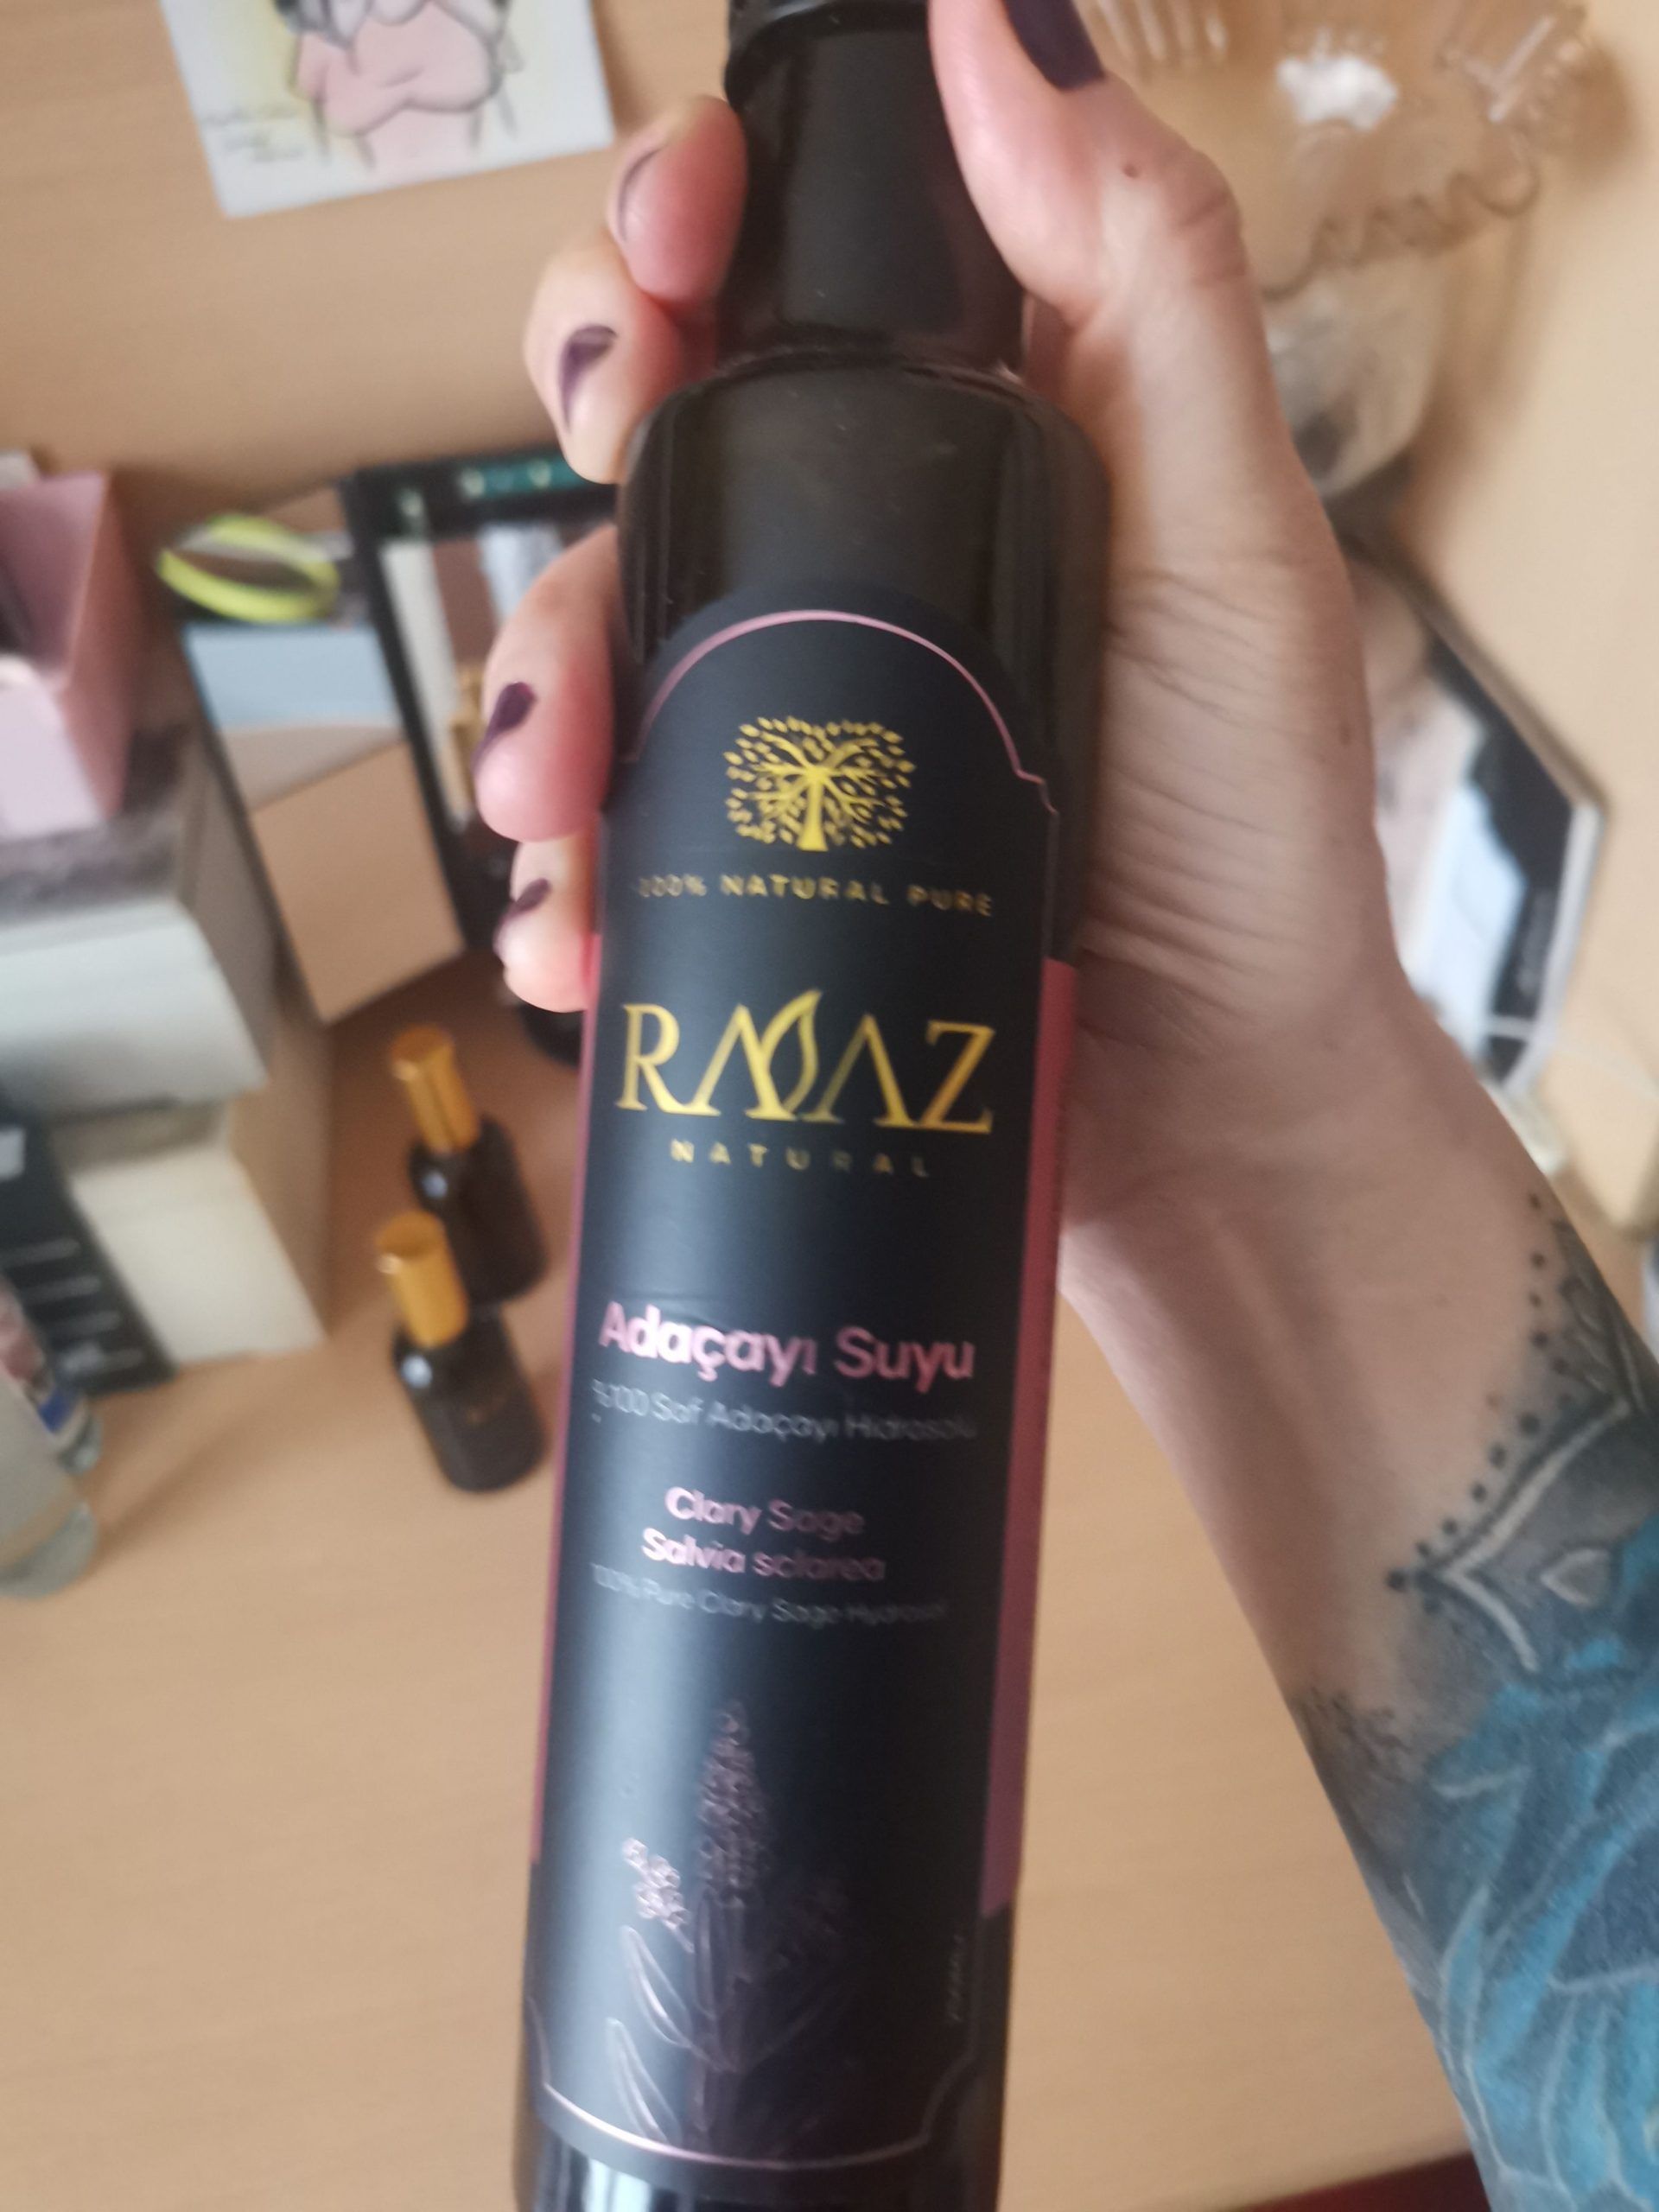 100% NATURAL PURE
RAAZ
NATURAL
Adaçayı Suyu
%100 Saf Adaçayı Hidrosolü
Clary Sage
Salvia sclarea
100% Pure Clary Sage Hydrosol